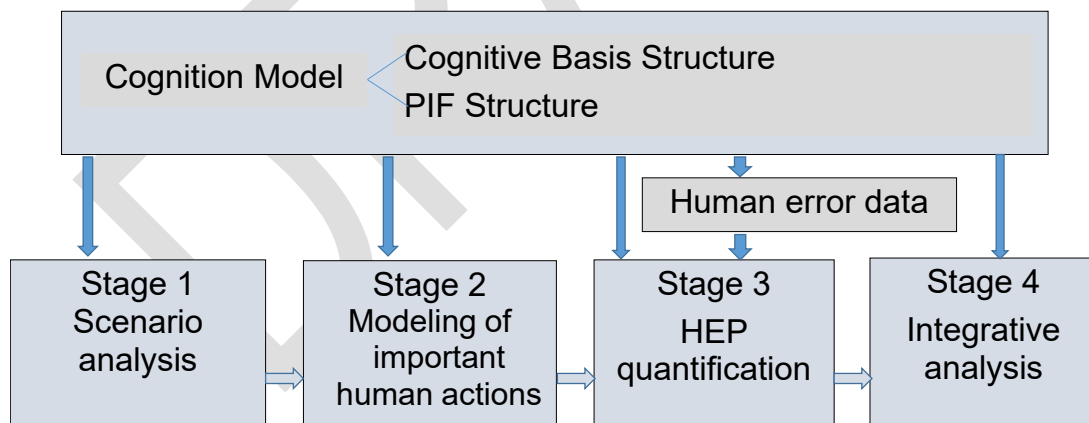 Cognition Model
Cognitive Basis Structure
PIF Structure
Human error data
Stage 1
Scenario
analysis
Stage 2
Modeling of
important
human actions
Stage 3
HEP
quantification
Stage 4
Integrative
analysis